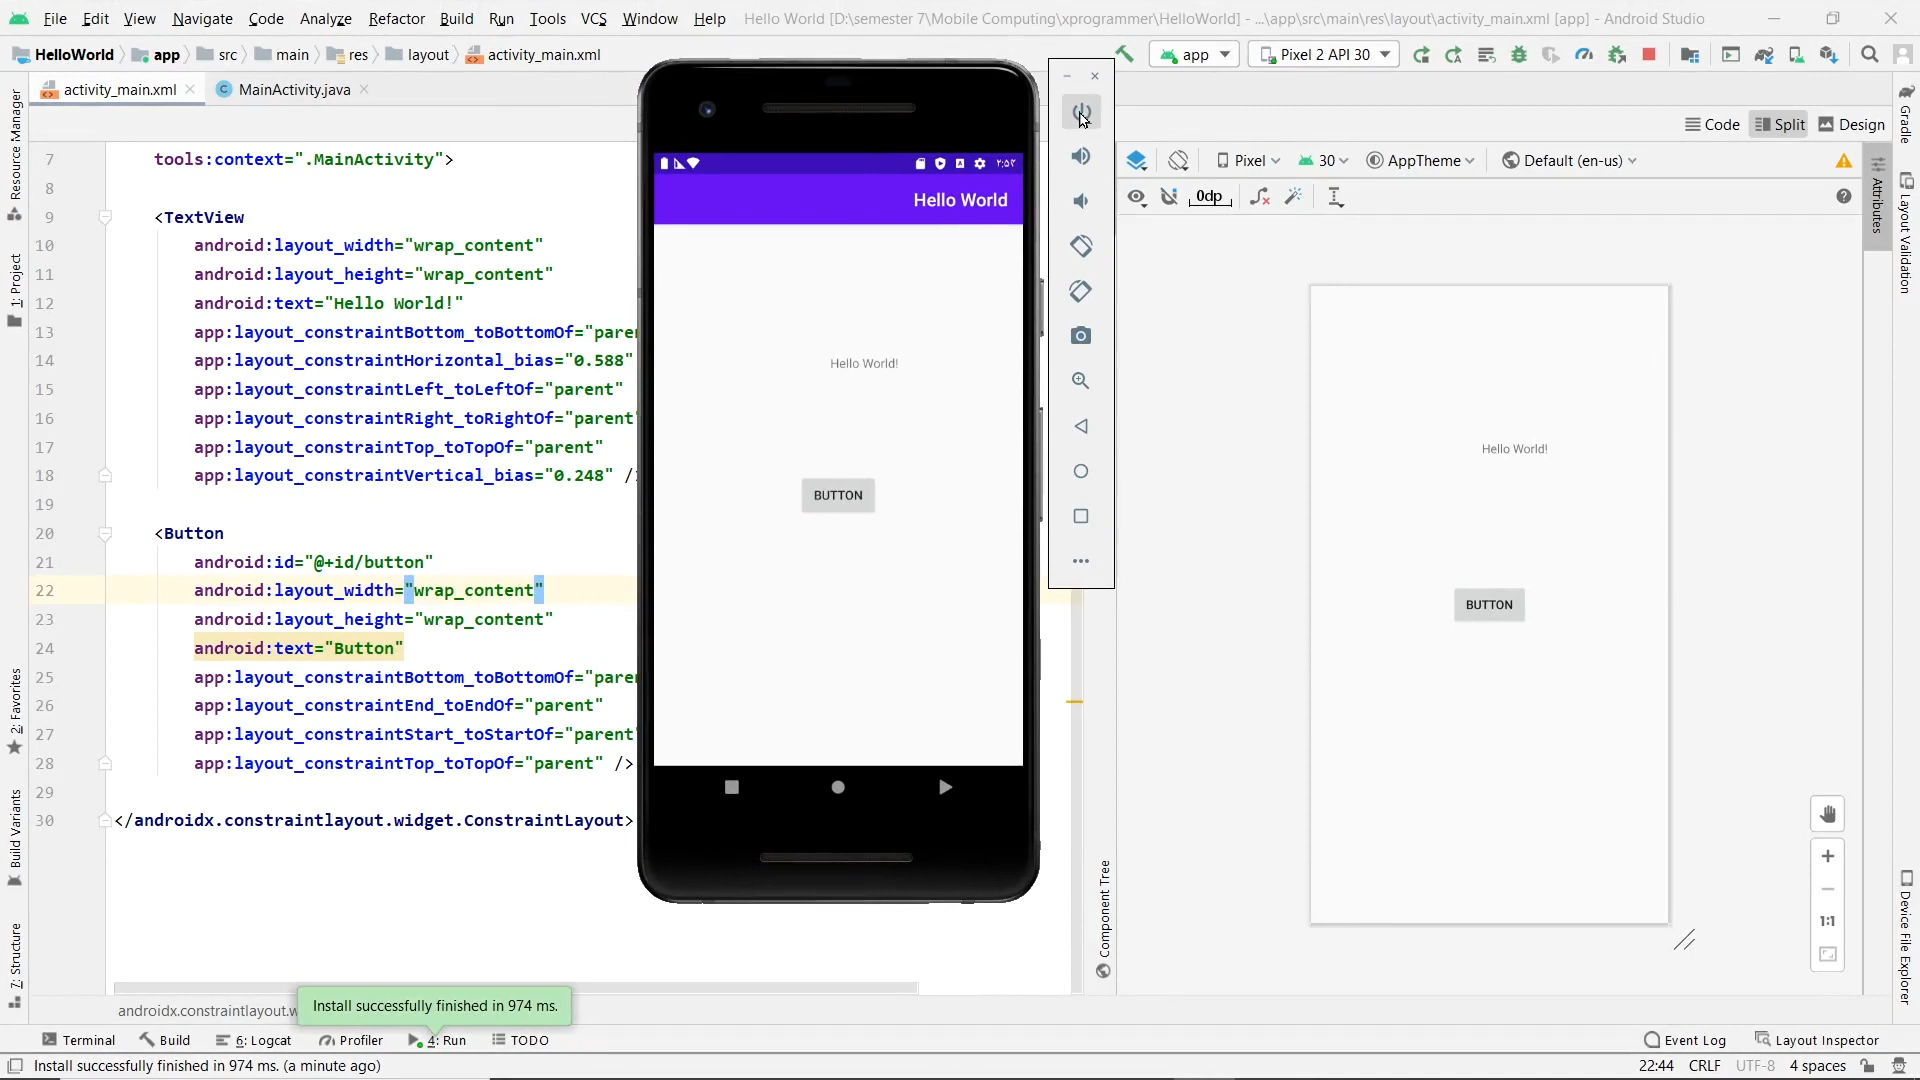 File Edit View Navigate Code Analyze Refactor Build Run Tools VCS Window Help Hello World [D:\semester 7\Mobile Computing\xprogrammer\HelloWorld] - ...\app\src\main\res\layout\activity_main.xml [app] - Android Studio
HelloWorld app src main res layout activity_main.xml app Pixel 2 API 30
activity_main.xml MainActivity.java
Code Split Design
Pixel 30 AppTheme Default (en-us)
0dp
7 tools:context=".MainActivity">
8
9 <TextView
10 android:layout_width="wrap_content"
11 android:layout_height="wrap_content"
12 android:text="Hello World!"
13 app:layout_constraintBottom_toBottomOf="paren
14 app:layout_constraintHorizontal_bias="0.588"
15 app:layout_constraintLeft_toLeftOf="parent"
16 app:layout_constraintRight_toRightOf="parent"
17 app:layout_constraintTop_toTopOf="parent"
18 app:layout_constraintVertical_bias="0.248" /
19
20 <Button
21 android:id="@+id/button"
22 android:layout_width="wrap_content"
23 android:layout_height="wrap_content"
24 android:text="Button"
25 app:layout_constraintBottom_toBottomOf="paren
26 app:layout_constraintEnd_toEndOf="parent"
27 app:layout_constraintStart_toStartOf="parent"
28 app:layout_constraintTop_toTopOf="parent" />
29
30 </androidx.constraintlayout.widget.ConstraintLayout>
۲:۵۲
Hello World
Hello World!
BUTTON
Hello World!
BUTTON
1:1
Resource Manager
1: Project
2: Favorites
Build Variants
7: Structure
Component Tree
Attributes
Gradle
Layout Validation
Device File Explorer
androidx.constraintlayout.w
Install successfully finished in 974 ms.
Terminal Build 6: Logcat Profiler 4: Run TODO Event Log Layout Inspector
Install successfully finished in 974 ms. (a minute ago) 22:44 CRLF UTF-8 4 spaces